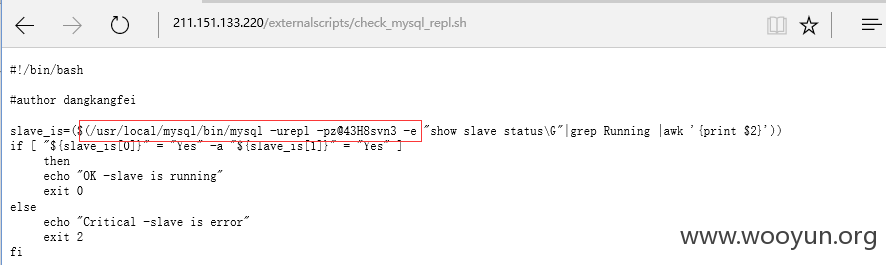 211.151.133.220/externalscripts/check_mysql_repl.sh
#!/bin/bash
#author dangkangfei
slave_is=($(/usr/local/mysql/bin/mysql -urepl -pz@43H8svn3 -e "show slave status\G"|grep Running |awk '{print $2}'))
if [ "${slave_is[0]}" = "Yes" -a "${slave_is[1]}" = "Yes" ]
then
echo "OK -slave is running"
exit 0
else
echo "Critical -slave is error"
exit 2
fi
www.wooyun.org